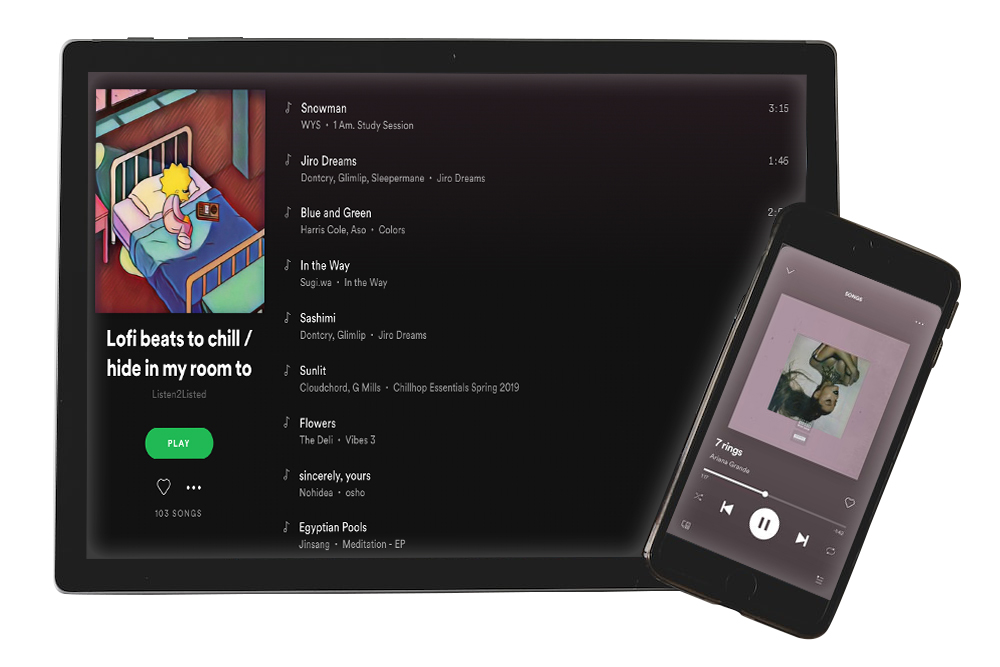 Lofi beats to chill /
hide in my room to
Listen2Listed
PLAY
103 SONGS
Snowman
3:15
WYS • 1 Am. Study Session
Jiro Dreams
1:46
Dontcry, Glimlip, Sleepermane • Jiro Dreams
Blue and Green
Harris Cole, Aso • Colors
In the Way
Sugi.wa • In the Way
Sashimi
Dontcry, Glimlip • Jiro Dreams
Sunlit
Cloudchord, G Mills • Chillhop Essentials Spring 2019
Flowers
The Deli • Vibes 3
sincerely, yours
Nohidea • osho
Egyptian Pools
Jinsang • Meditation - EP
SONGS
7 rings
Ariana Grande